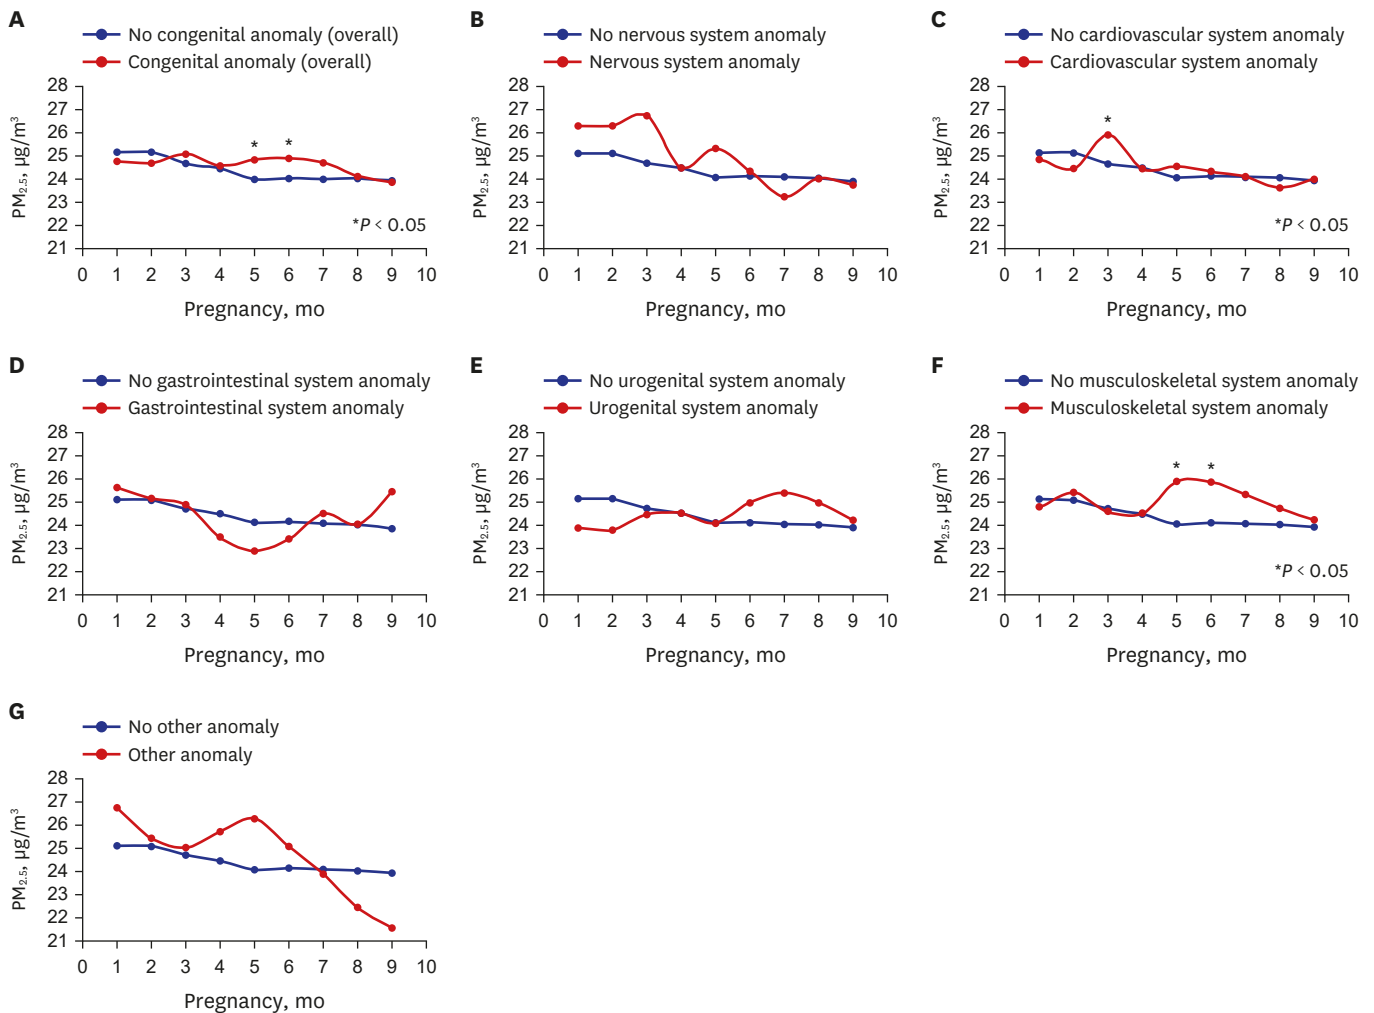 A
No congenital anomaly (overall)
Congenital anomaly (overall)
PM2.5, µg/m³
28
27
26
25
24
23
22
21
* *
*P < 0.05
0 1 2 3 4 5 6 7 8 9 10
Pregnancy, mo
B
No nervous system anomaly
Nervous system anomaly
PM2.5, µg/m³
28
27
26
25
24
23
22
21
0 1 2 3 4 5 6 7 8 9 10
Pregnancy, mo
C
No cardiovascular system anomaly
Cardiovascular system anomaly
PM2.5, µg/m³
28
27
26
25
24
23
22
21
*
*P < 0.05
0 1 2 3 4 5 6 7 8 9 10
Pregnancy, mo
D
No gastrointestinal system anomaly
Gastrointestinal system anomaly
PM2.5, µg/m³
28
27
26
25
24
23
22
21
0 1 2 3 4 5 6 7 8 9 10
Pregnancy, mo
E
No urogenital system anomaly
Urogenital system anomaly
PM2.5, µg/m³
28
27
26
25
24
23
22
21
0 1 2 3 4 5 6 7 8 9 10
Pregnancy, mo
F
No musculoskeletal system anomaly
Musculoskeletal system anomaly
PM2.5, µg/m³
28
27
26
25
24
23
22
21
* *
*P < 0.05
0 1 2 3 4 5 6 7 8 9 10
Pregnancy, mo
G
No other anomaly
Other anomaly
PM2.5, µg/m³
28
27
26
25
24
23
22
21
0 1 2 3 4 5 6 7 8 9 10
Pregnancy, mo